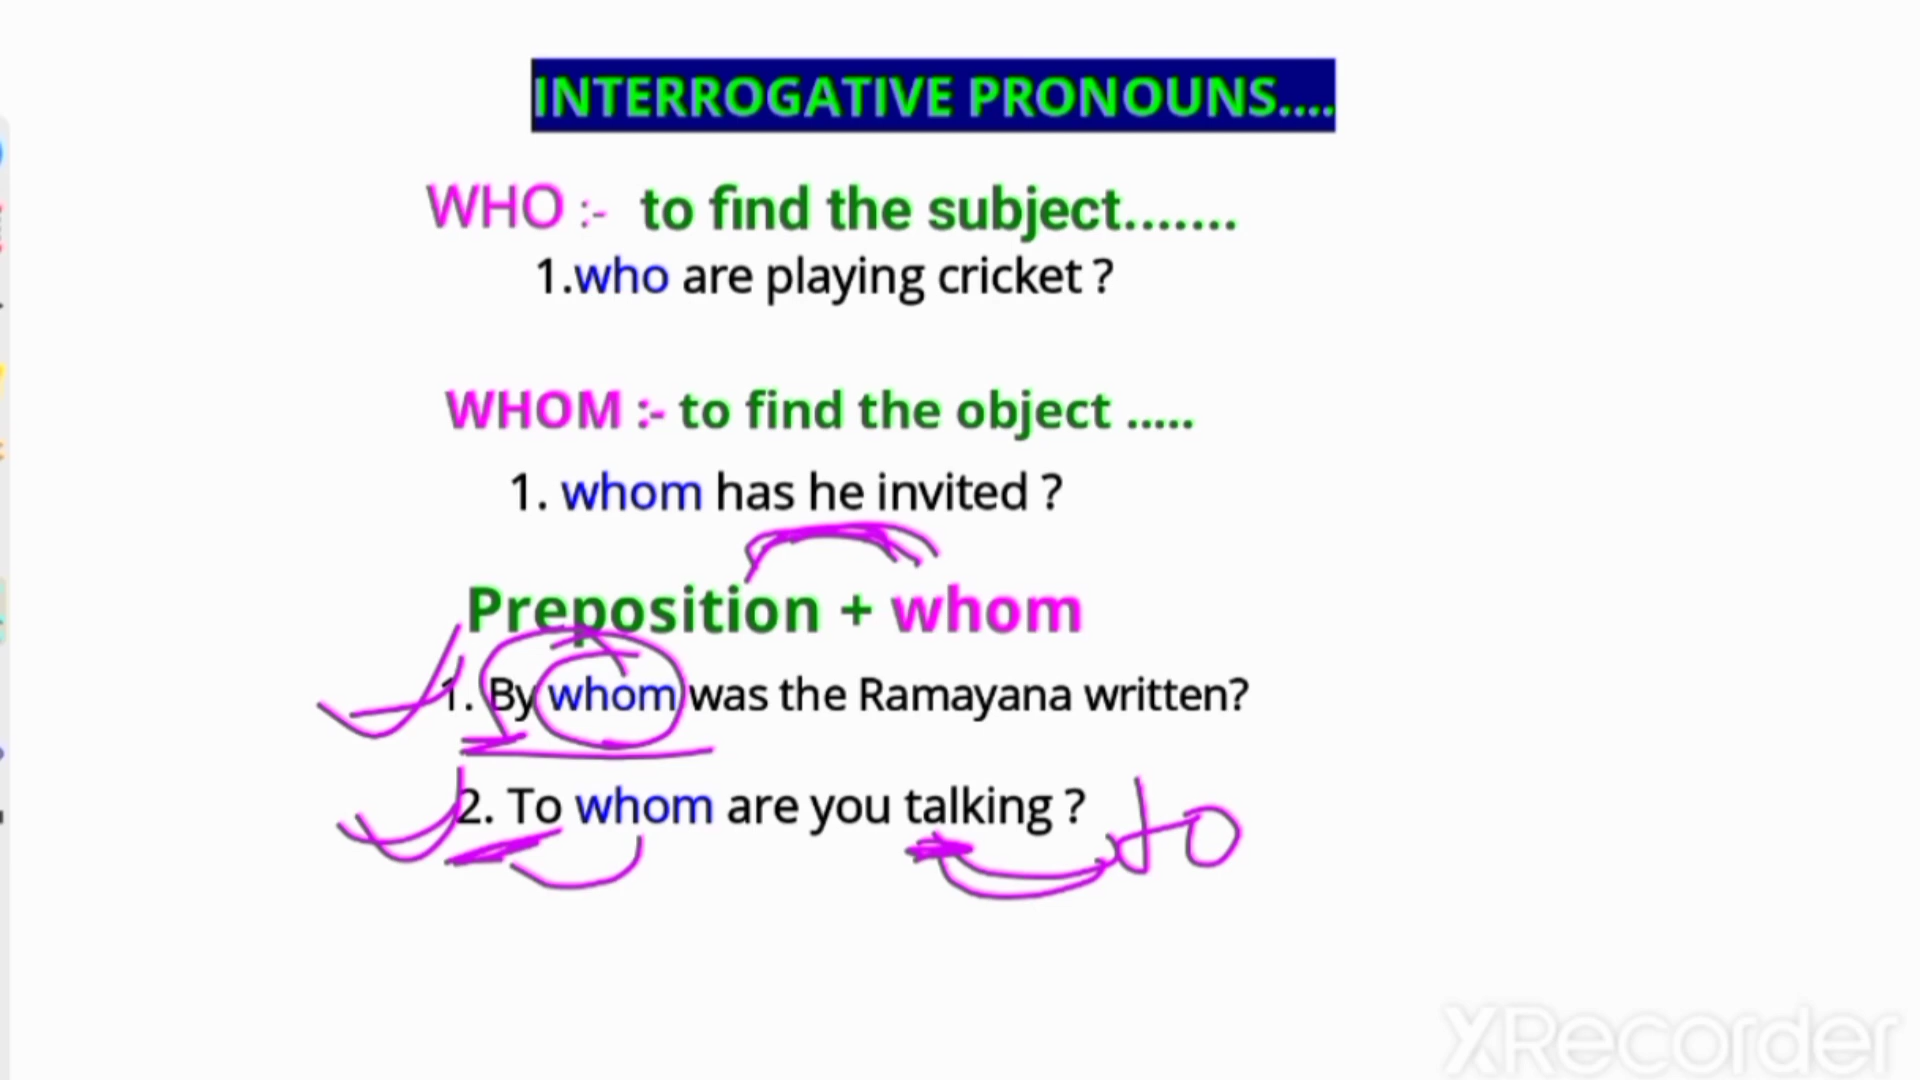 INTERROGATIVE PRONOUNS....
WHO :- to find the subject.......
1.who are playing cricket ?
WHOM :- to find the object .....
1. whom has he invited ?
Preposition + whom
1. By whom was the Ramayana written?
2. To whom are you talking ? to
XRecorder